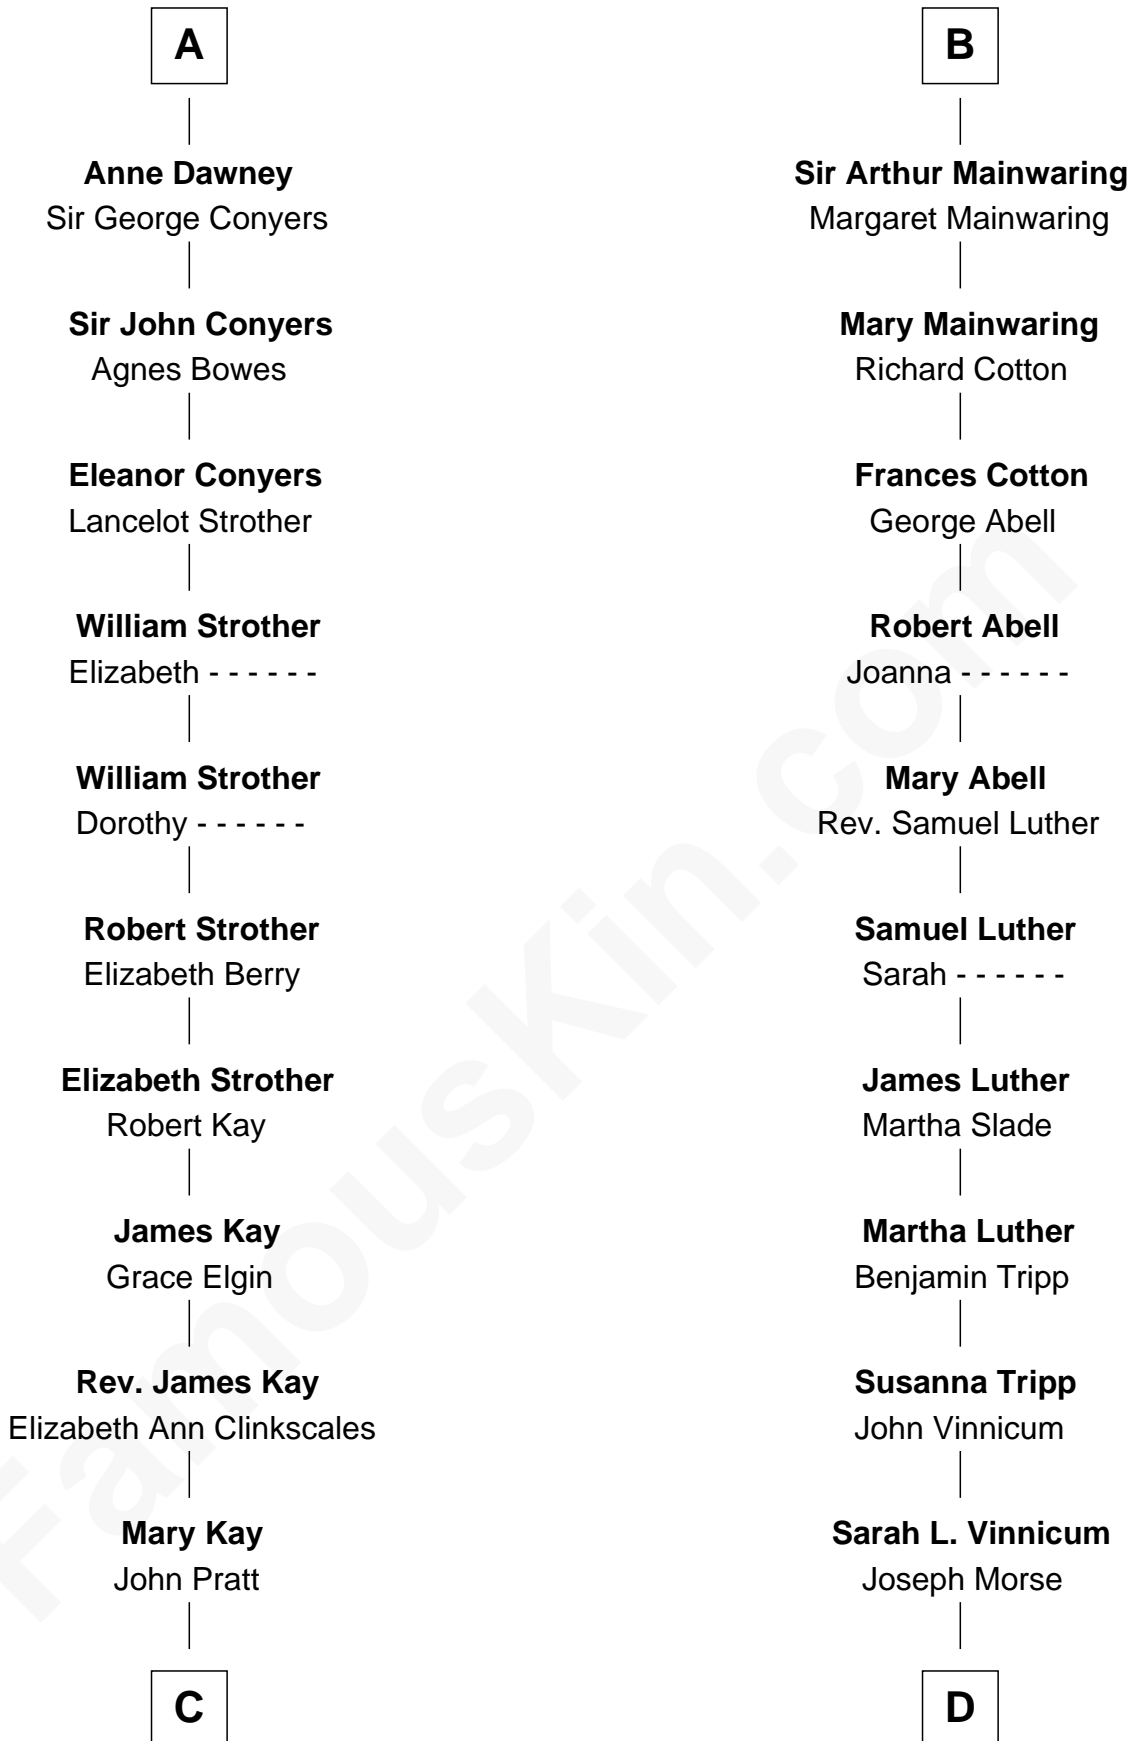 A
Anne Dawney
Sir George Conyers
Sir John Conyers
Agnes Bowes
Eleanor Conyers
Lancelot Strother
William Strother
Elizabeth - - - - - -
William Strother
Dorothy - - - - - -
Robert Strother
Elizabeth Berry
Elizabeth Strother
Robert Kay
James Kay
Grace Elgin
Rev. James Kay
Elizabeth Ann Clinkscales
Mary Kay
John Pratt
C
B
Sir Arthur Mainwaring
Margaret Mainwaring
Mary Mainwaring
Richard Cotton
Frances Cotton
George Abell
Robert Abell
Joanna - - - - - -
Mary Abell
Rev. Samuel Luther
Samuel Luther
Sarah - - - - - -
James Luther
Martha Slade
Martha Luther
Benjamin Tripp
Susanna Tripp
John Vinnicum
Sarah L. Vinnicum
Joseph Morse
D
FamousKin.com